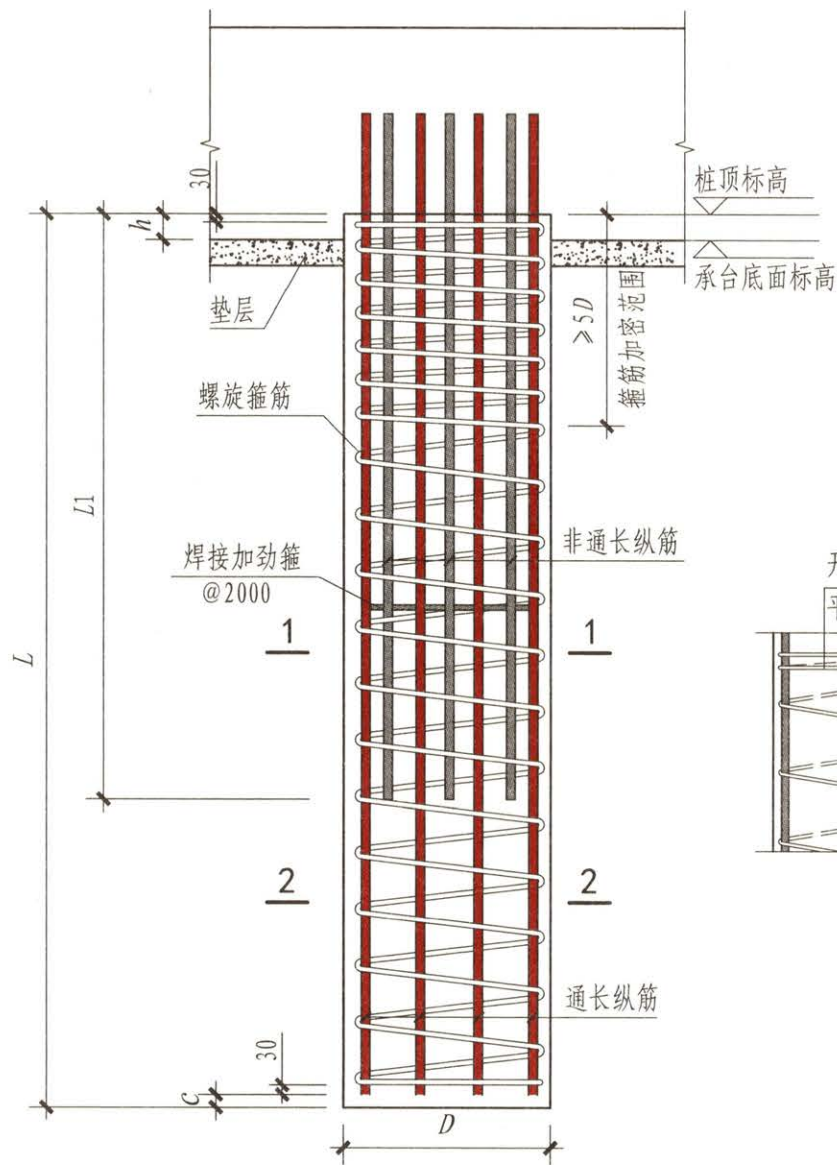 30
h
桩顶标高
承台底面标高
垫层
≥5D
箍筋加密范围
螺旋箍筋
L1
焊接加劲箍
@2000
非通长纵筋
1
1
L
2
2
通长纵筋
30
C
D